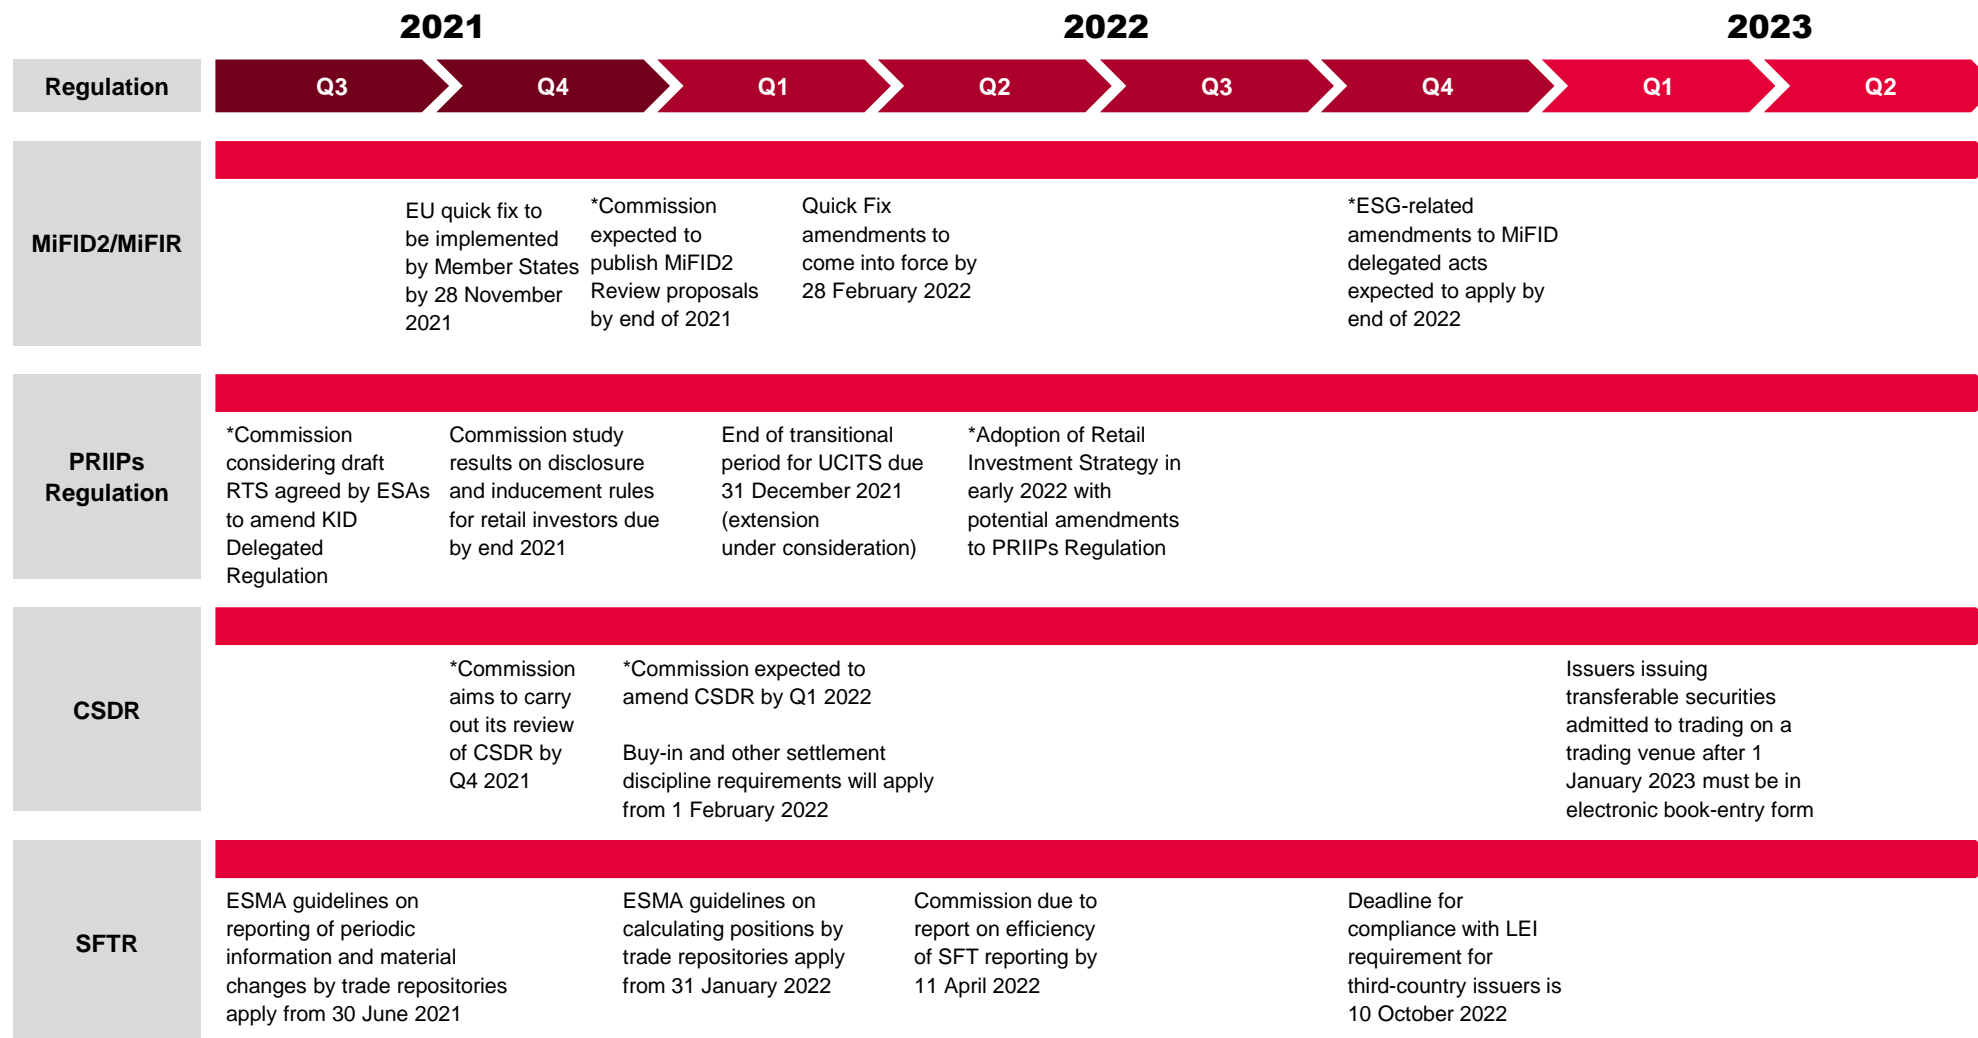 2021
2022
2023
Regulation
Q3
Q4
Q1
Q2
Q3
Q4
Q1
Q2
MiFID2/MiFIR
EU quick fix to
be implemented
by Member States
by 28 November
2021
*Commission
expected to
publish MiFID2
Review proposals
by end of 2021
Quick Fix
amendments to
come into force by
28 February 2022
*ESG-related
amendments to MiFID
delegated acts
expected to apply by
end of 2022
PRIIPs
Regulation
*Commission
considering draft
RTS agreed by ESAs
to amend KID
Delegated
Regulation
Commission study
results on disclosure
and inducement rules
for retail investors due
by end 2021
End of transitional
period for UCITS due
31 December 2021
(extension
under consideration)
*Adoption of Retail
Investment Strategy in
early 2022 with
potential amendments
to PRIIPs Regulation
CSDR
*Commission
aims to carry
out its review
of CSDR by
Q4 2021
*Commission expected to
amend CSDR by Q1 2022
Buy-in and other settlement
discipline requirements will apply
from 1 February 2022
Issuers issuing
transferable securities
admitted to trading on a
trading venue after 1
January 2023 must be in
electronic book-entry form
SFTR
ESMA guidelines on
reporting of periodic
information and material
changes by trade repositories
apply from 30 June 2021
ESMA guidelines on
calculating positions by
trade repositories apply
from 31 January 2022
Commission due to
report on efficiency
of SFT reporting by
11 April 2022
Deadline for
compliance with LEI
requirement for
third-country issuers is
10 October 2022